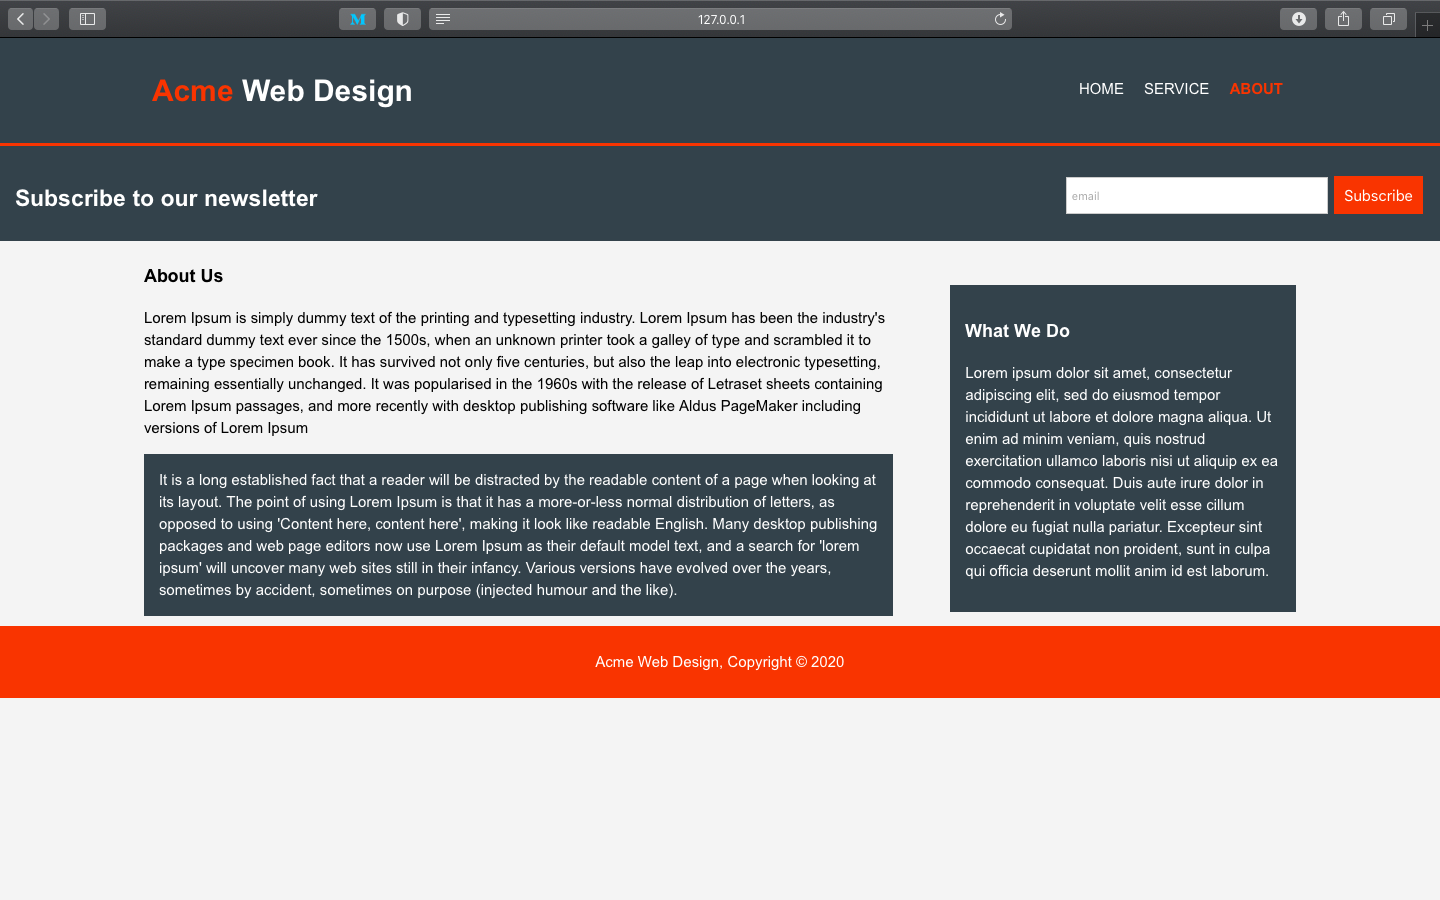 M
127.0.0.1
Acme Web Design
HOME SERVICE ABOUT
Subscribe to our newsletter
email
Subscribe
About Us
Lorem Ipsum is simply dummy text of the printing and typesetting industry. Lorem Ipsum has been the industry's
standard dummy text ever since the 1500s, when an unknown printer took a galley of type and scrambled it to
make a type specimen book. It has survived not only five centuries, but also the leap into electronic typesetting,
remaining essentially unchanged. It was popularised in the 1960s with the release of Letraset sheets containing
Lorem Ipsum passages, and more recently with desktop publishing software like Aldus PageMaker including
versions of Lorem Ipsum
It is a long established fact that a reader will be distracted by the readable content of a page when looking at
its layout. The point of using Lorem Ipsum is that it has a more-or-less normal distribution of letters, as
opposed to using 'Content here, content here', making it look like readable English. Many desktop publishing
packages and web page editors now use Lorem Ipsum as their default model text, and a search for 'lorem
ipsum' will uncover many web sites still in their infancy. Various versions have evolved over the years,
sometimes by accident, sometimes on purpose (injected humour and the like).
What We Do
Lorem ipsum dolor sit amet, consectetur
adipiscing elit, sed do eiusmod tempor
incididunt ut labore et dolore magna aliqua. Ut
enim ad minim veniam, quis nostrud
exercitation ullamco laboris nisi ut aliquip ex ea
commodo consequat. Duis aute irure dolor in
reprehenderit in voluptate velit esse cillum
dolore eu fugiat nulla pariatur. Excepteur sint
occaecat cupidatat non proident, sunt in culpa
qui officia deserunt mollit anim id est laborum.
Acme Web Design, Copyright © 2020